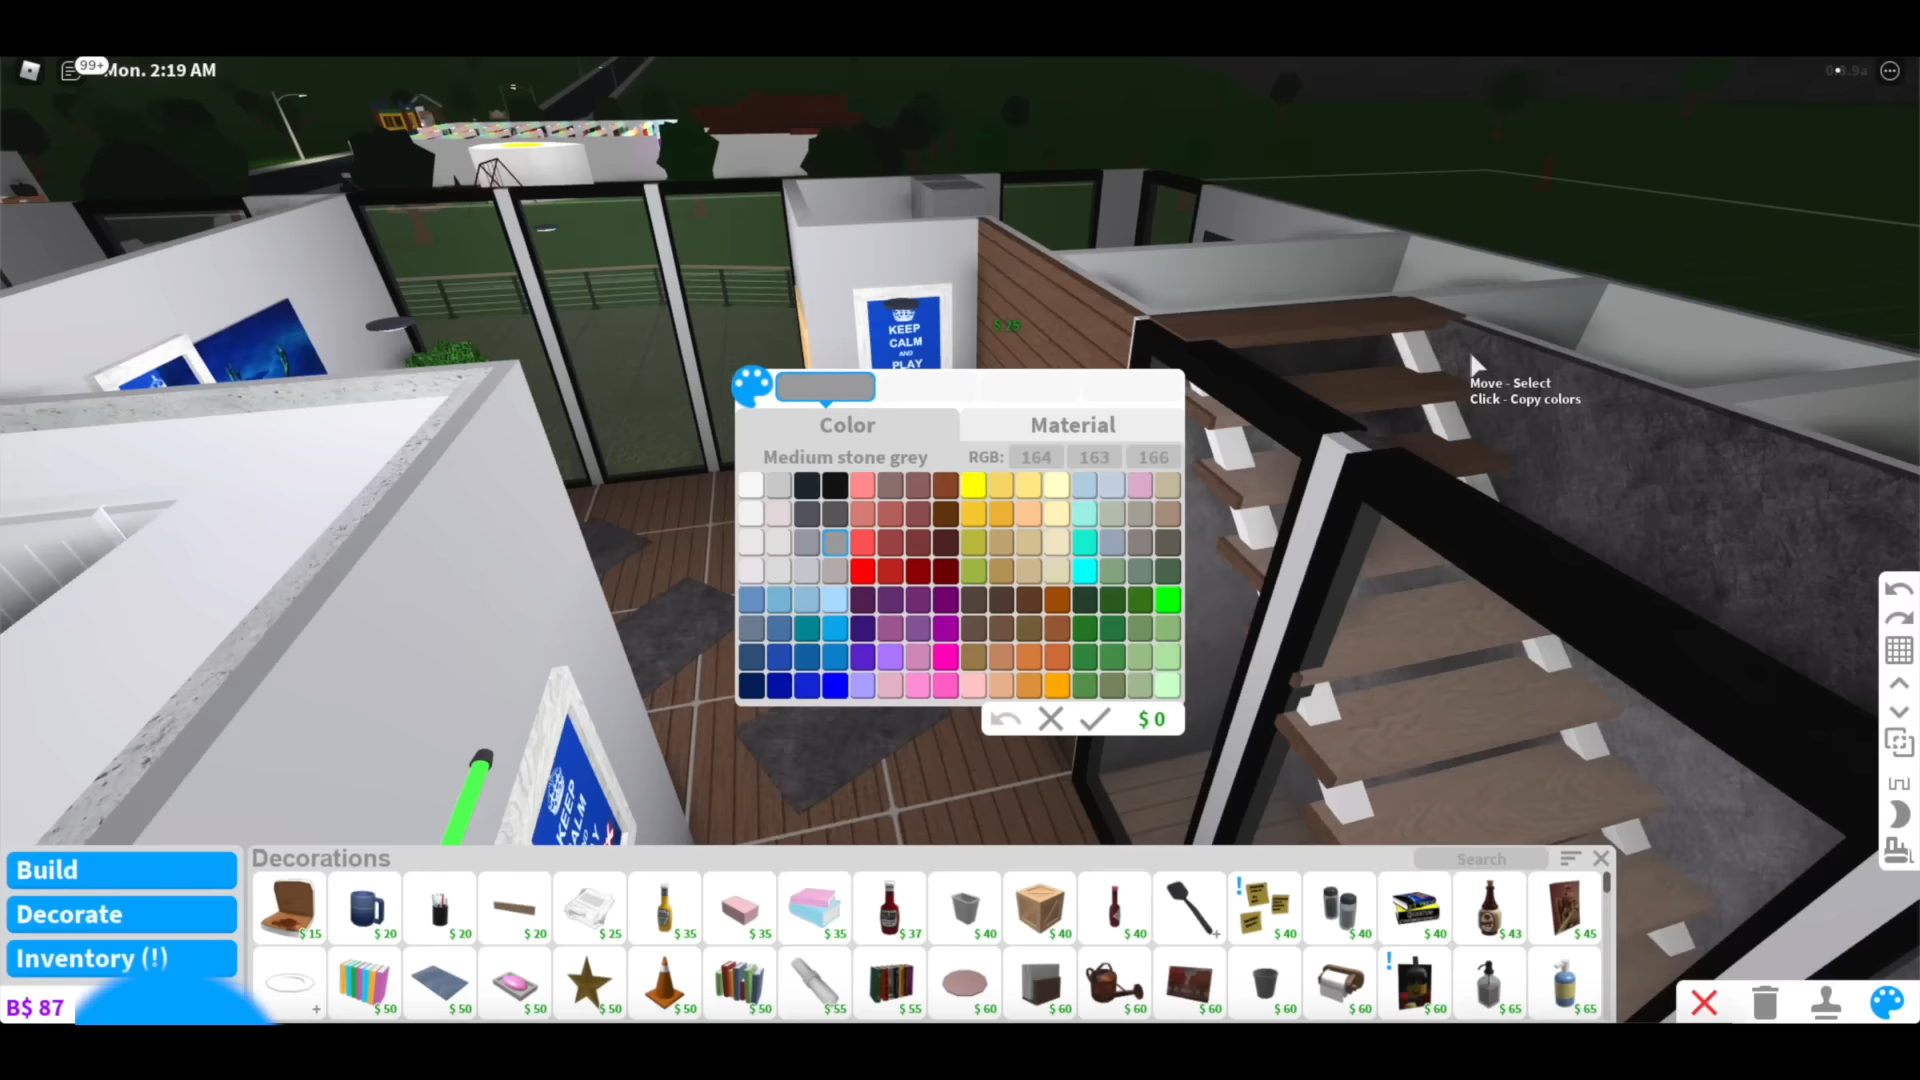 99+
Mon. 2:19 AM
KEEP
CALM
AND
PLAY
$ 25
Move - Select
Click - Copy colors
Color
Material
Medium stone grey
RGB: 164 163 166
$ 0
KEEP
CALM
Build
Decorate
Inventory (!)
B$ 87
Decorations
Search
$ 15
$ 20
$ 20
$ 20
$ 25
$ 35
$ 35
$ 35
$ 37
$ 40
$ 40
$ 40
+
! $ 40
$ 40
$ 40
$ 43
$ 45
+
$ 50
$ 50
$ 50
$ 50
$ 50
$ 50
$ 55
$ 55
$ 60
$ 60
$ 60
$ 60
$ 60
$ 60
! $ 60
$ 65
$ 65